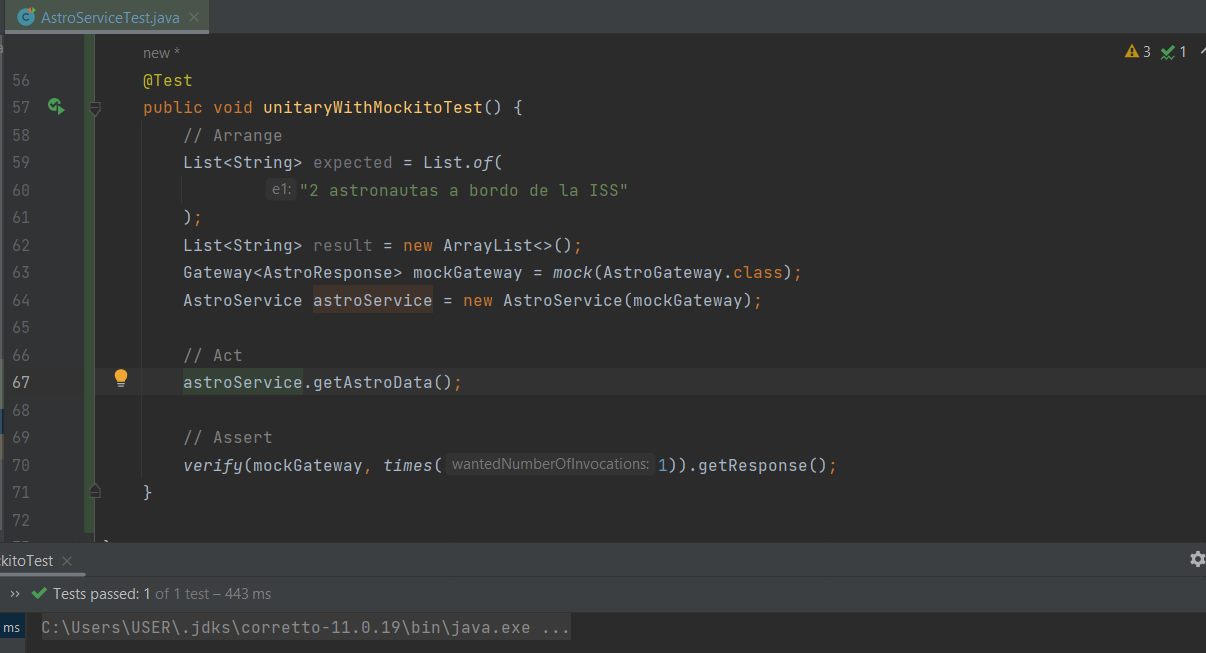 AstroServiceTest.java
new *
3 1
56 @Test
57 public void unitaryWithMockitoTest() {
58 // Arrange
59 List<String> expected = List.of(
60 e1: "2 astronautas a bordo de la ISS"
61 );
62 List<String> result = new ArrayList<>();
63 Gateway<AstroResponse> mockGateway = mock(AstroGateway.class);
64 AstroService astroService = new AstroService(mockGateway);
65
66 // Act
67 astroService.getAstroData();
68
69 // Assert
70 verify(mockGateway, times( wantedNumberOfInvocations: 1)).getResponse();
71 }
72
ckitoTest
Tests passed: 1 of 1 test – 443 ms
ms C:\Users\USER\.jdks\corretto-11.0.19\bin\java.exe ...